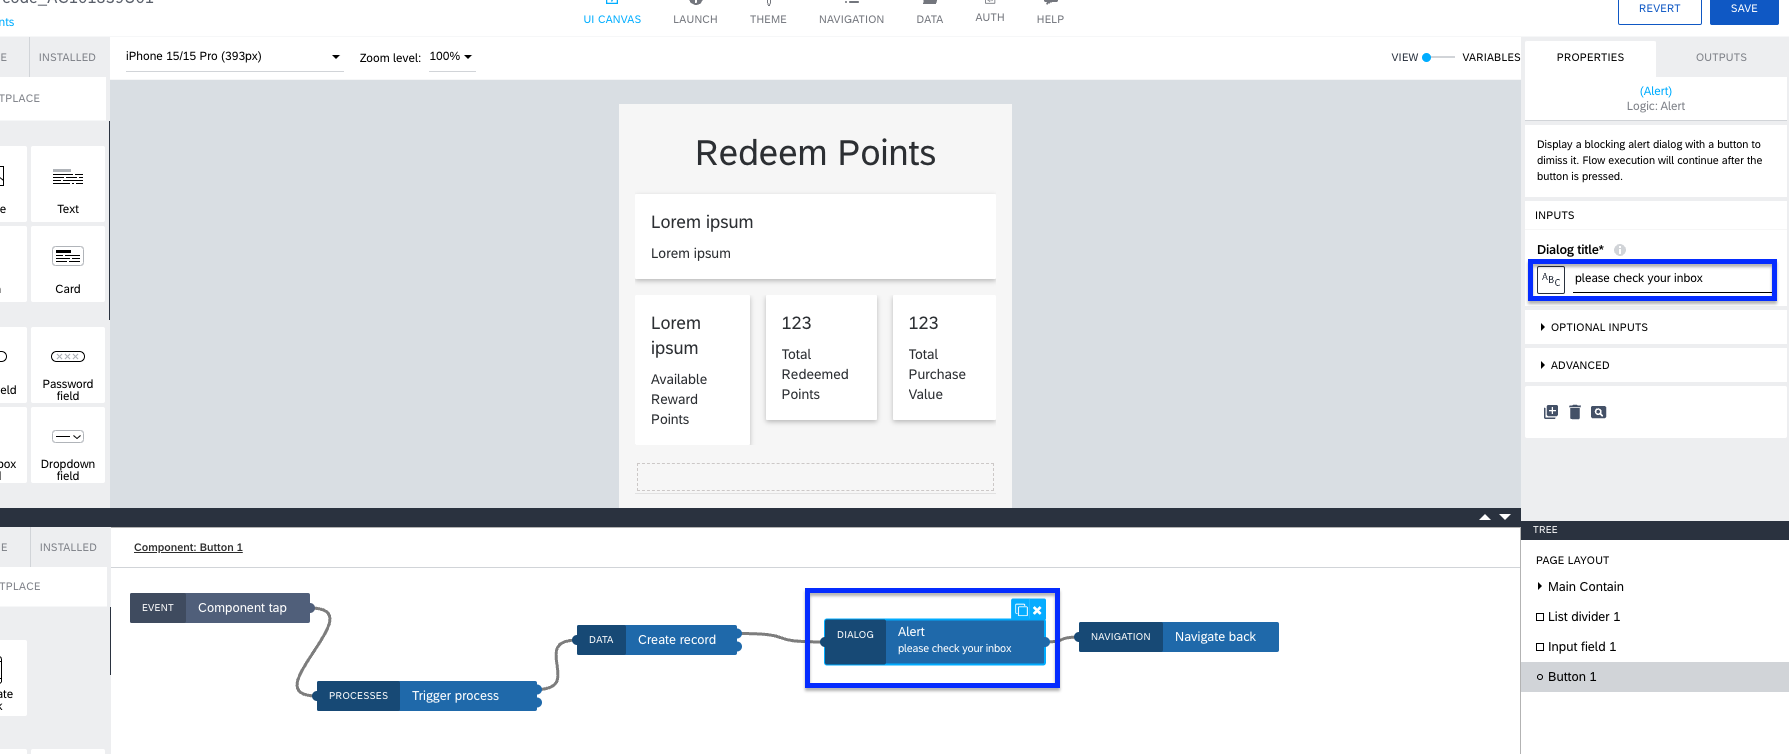 nts
UI CANVAS
LAUNCH
THEME
NAVIGATION
DATA
AUTH
HELP
REVERT
SAVE
E
INSTALLED
TPLACE
iPhone 15/15 Pro (393px)
Zoom level:
100%
VIEW
VARIABLES
PROPERTIES
OUTPUTS
(Alert)
Logic: Alert
Display a blocking alert dialog with a button to
dimiss it. Flow execution will continue after the
button is pressed.
INPUTS
Dialog title*
ABC
please check your inbox
OPTIONAL INPUTS
ADVANCED
e
Text
Card
eld
Password
field
box
Dropdown
field
Redeem Points
Lorem ipsum
Lorem ipsum
Lorem
ipsum
Available
Reward
Points
123
Total
Redeemed
Points
123
Total
Purchase
Value
E
INSTALLED
TPLACE
ate
k
Component: Button 1
EVENT
Component tap
PROCESSES
Trigger process
DATA
Create record
DIALOG
Alert
please check your inbox
NAVIGATION
Navigate back
TREE
PAGE LAYOUT
Main Contain
List divider 1
Input field 1
Button 1